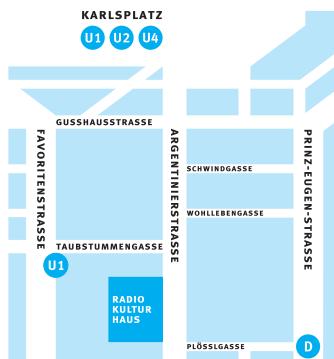 KARLSPLATZ
U1 U2 U4
GUSSHAUSSTRASSE
FAVORITENSTRASSE
ARGENTINIERSTRASSE
PRINZ-EUGEN-STRASSE
SCHWINDGASSE
WOHLLEBENGASSE
TAUBSTUMMENGASSE
U1
RADIO
KULTUR
HAUS
PLÖSSLGASSE
D